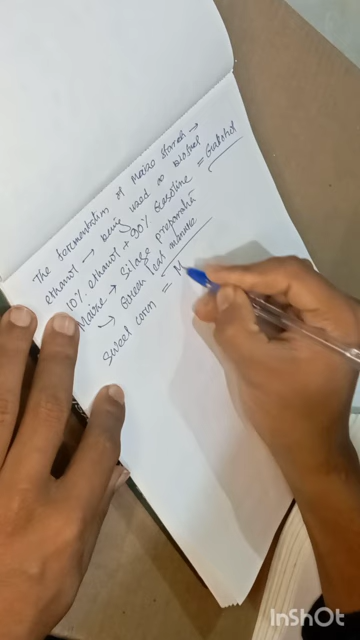 The fermentation of Maize starch →
ethanol → being used as biofuel
10% ethanol + 90% Gasoline = Gasohol
Maize → Silage preparatn
→ Green leaf manure
Sweet corn = M
InShOt